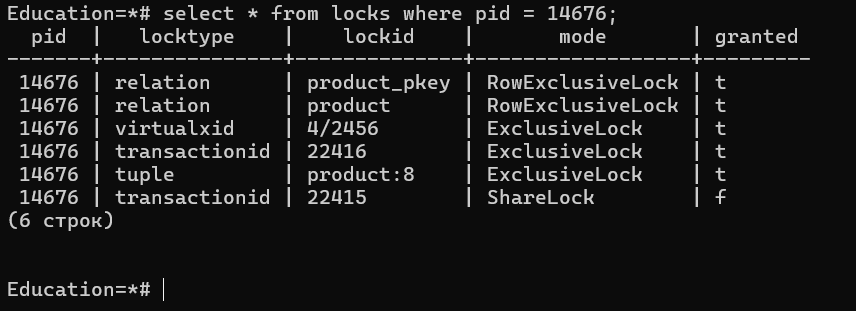 Education=*# select * from locks where pid = 14676;
  pid  |   locktype    |    lockid    |       mode       | granted
-------+---------------+--------------+------------------+---------
 14676 | relation      | product_pkey | RowExclusiveLock | t
 14676 | relation      | product      | RowExclusiveLock | t
 14676 | virtualxid    | 4/2456       | ExclusiveLock    | t
 14676 | transactionid | 22416        | ExclusiveLock    | t
 14676 | tuple         | product:8    | ExclusiveLock    | t
 14676 | transactionid | 22415        | ShareLock        | f
(6 строк)
Education=*#